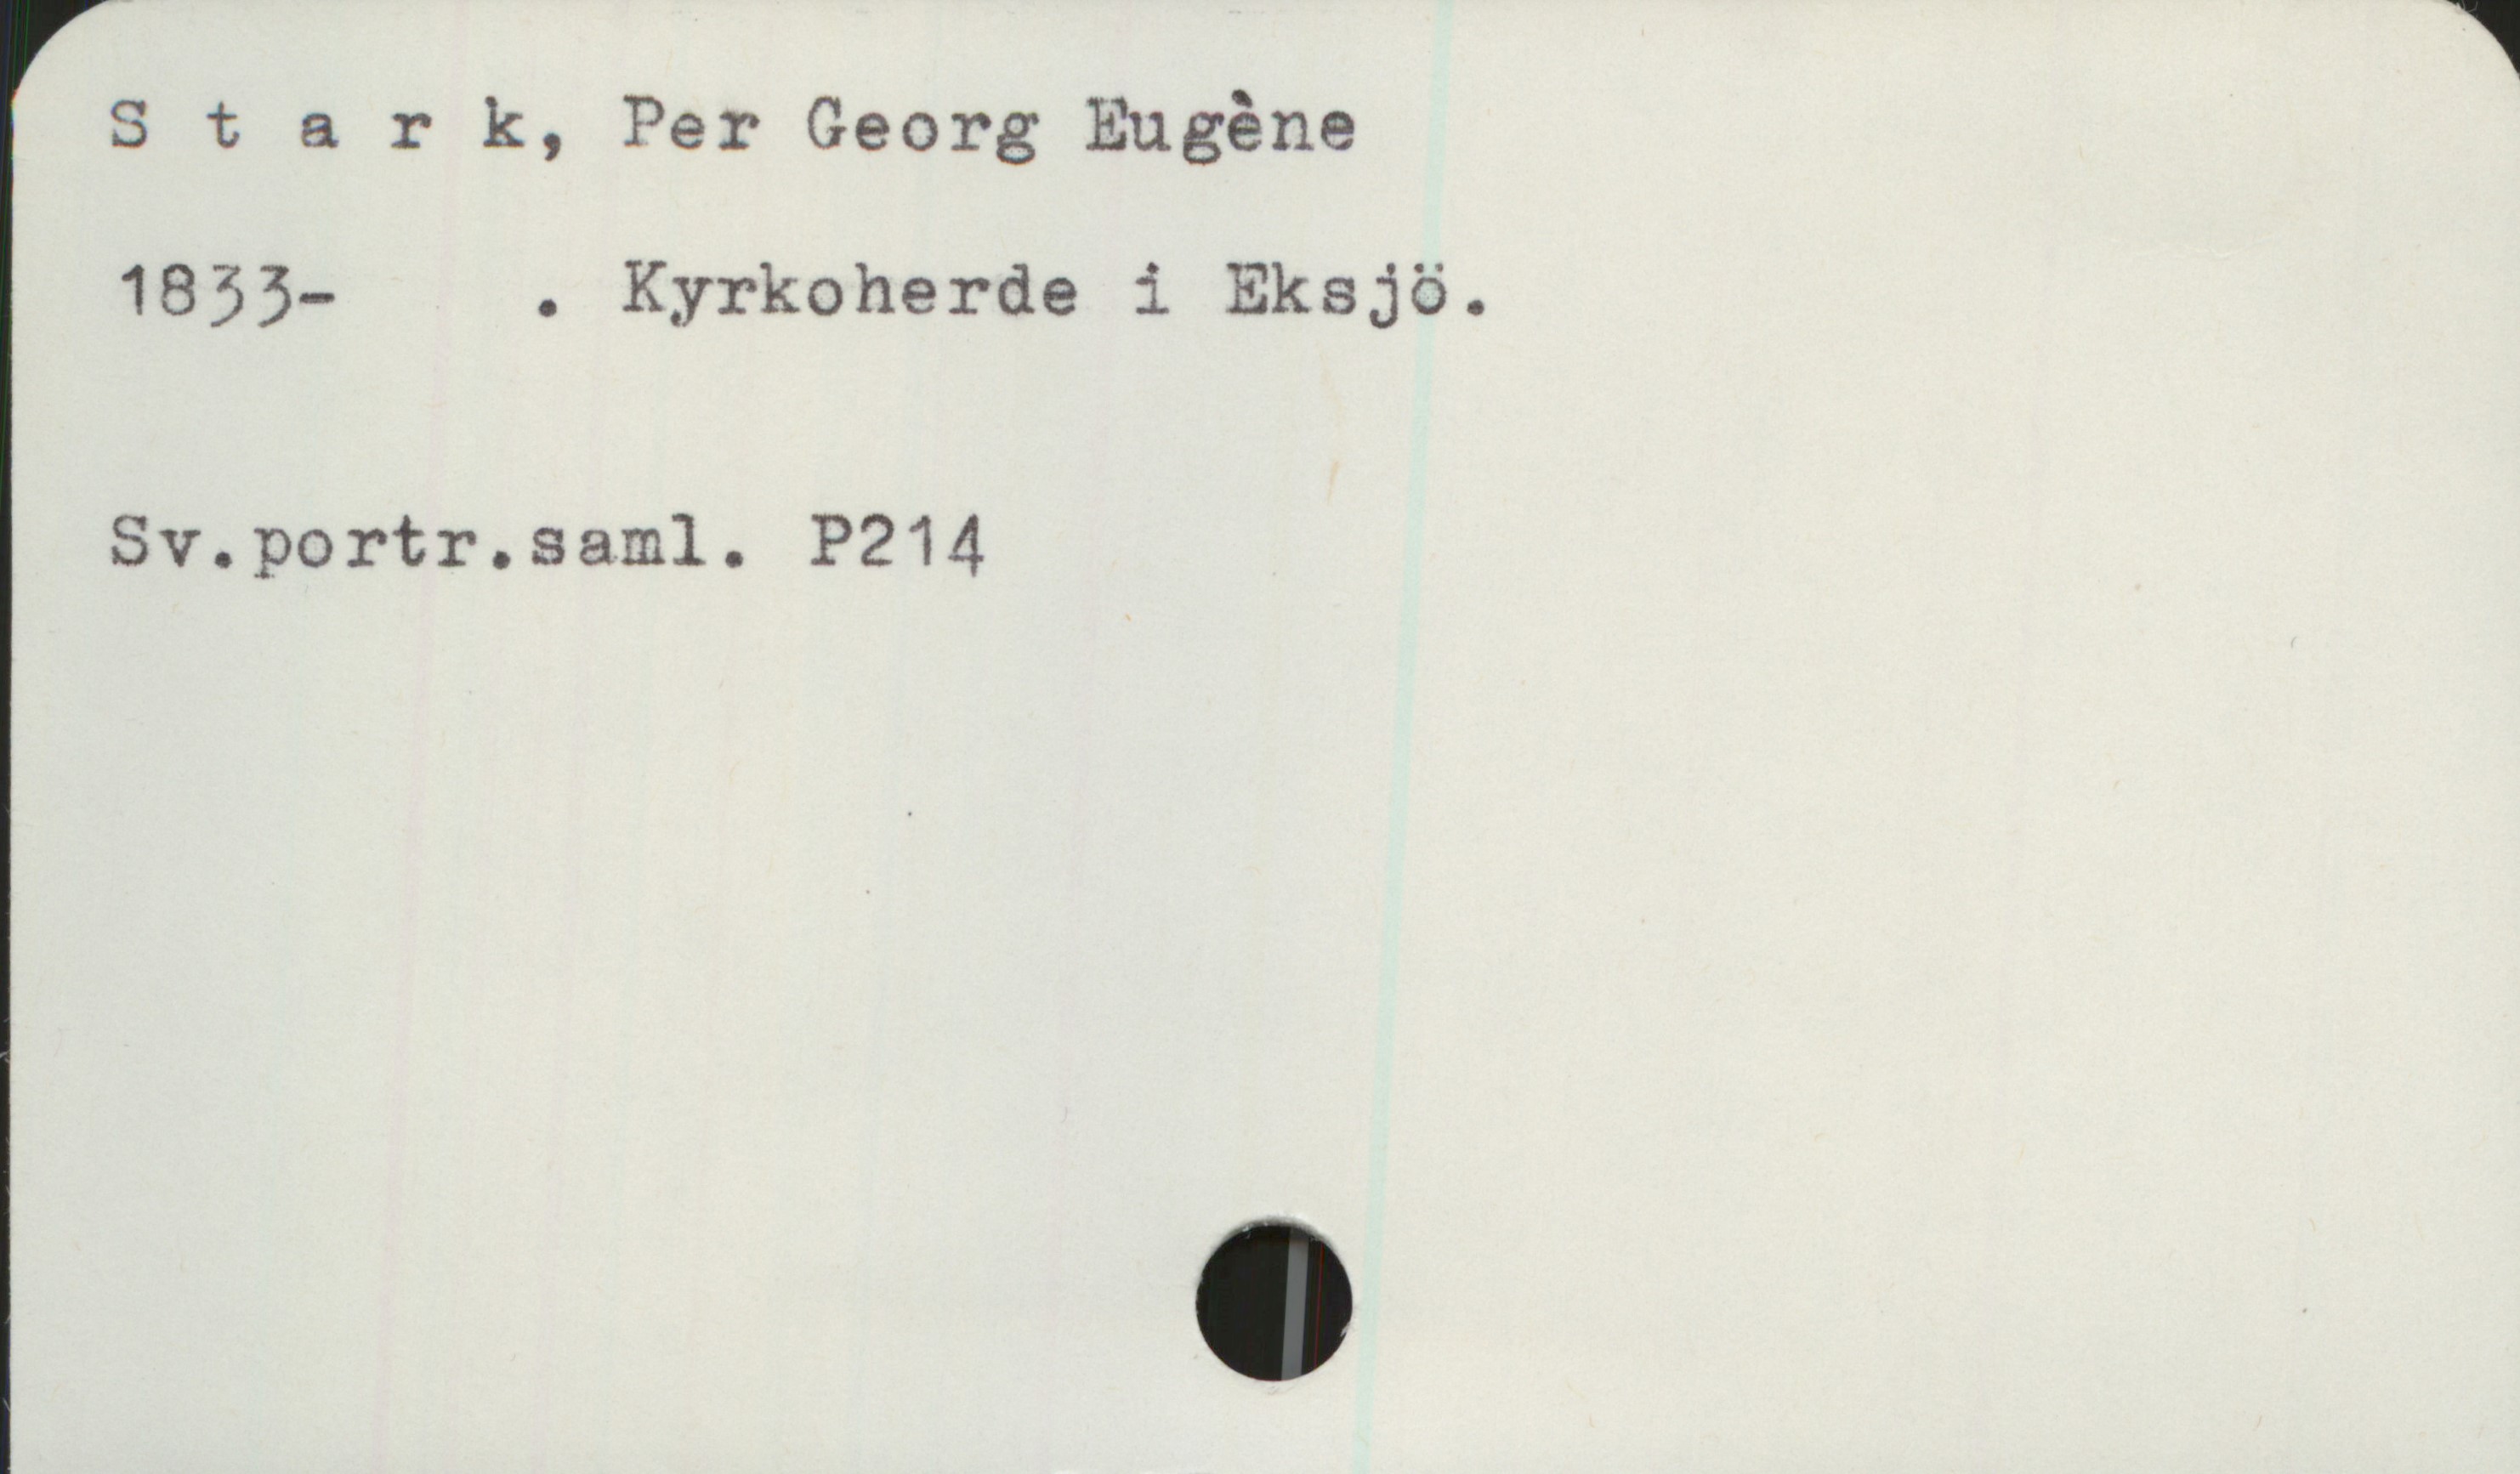 S t a r k, Per Georg Eugène
1833-    . Kyrkoherde i Eksjö.
Sv.portr.saml. P214